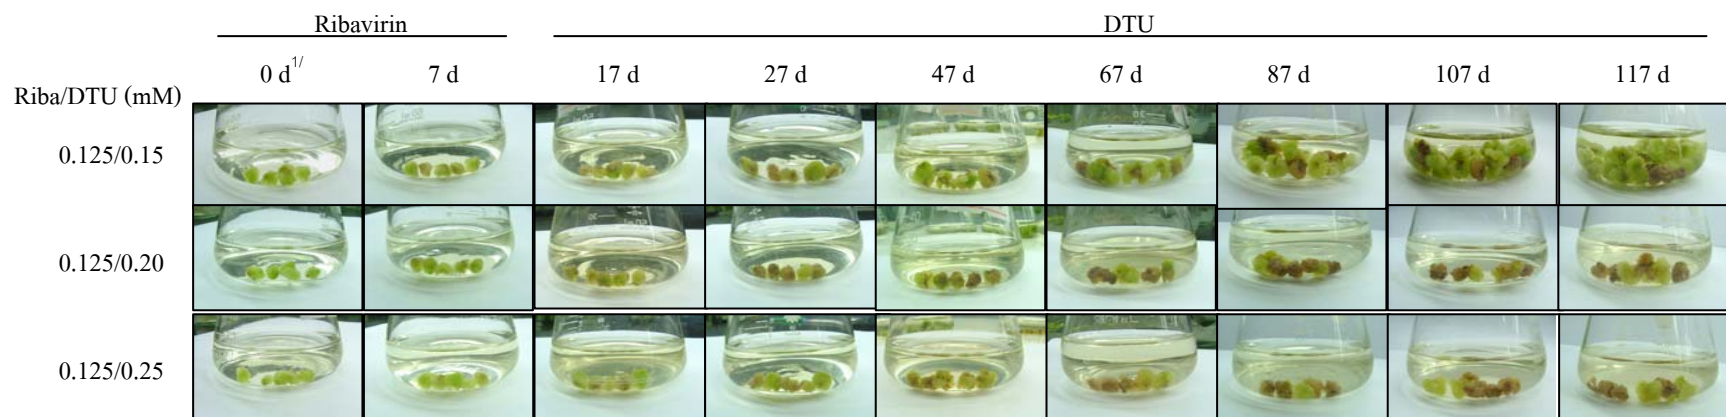 Ribavirin DTU
0 d1/ 7 d 17 d 27 d 47 d 67 d 87 d 107 d 117 d
Riba/DTU (mM)
0.125/0.15
0.125/0.20
0.125/0.25